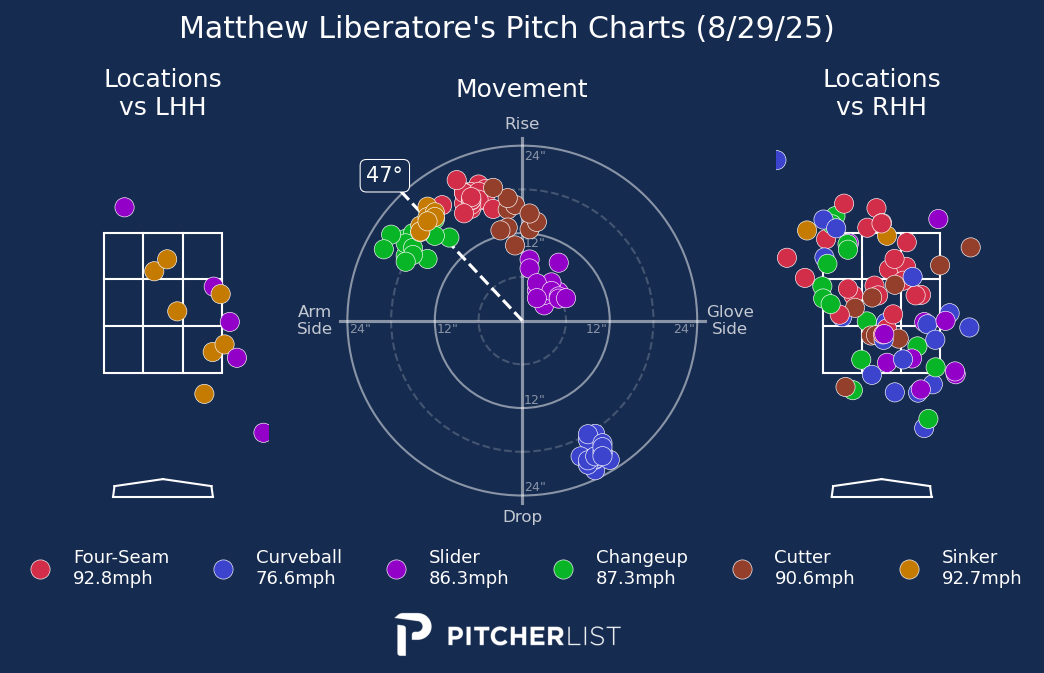 Matthew Liberatore's Pitch Charts (8/29/25)
Locations
vs LHH
Movement
Locations
vs RHH
Rise
24"
47°
12"
Arm
Side
24"
12"
12"
24"
Glove
Side
12"
24"
Drop
Four-Seam
92.8mph
Curveball
76.6mph
Slider
86.3mph
Changeup
87.3mph
Cutter
90.6mph
Sinker
92.7mph
PITCHERLIST